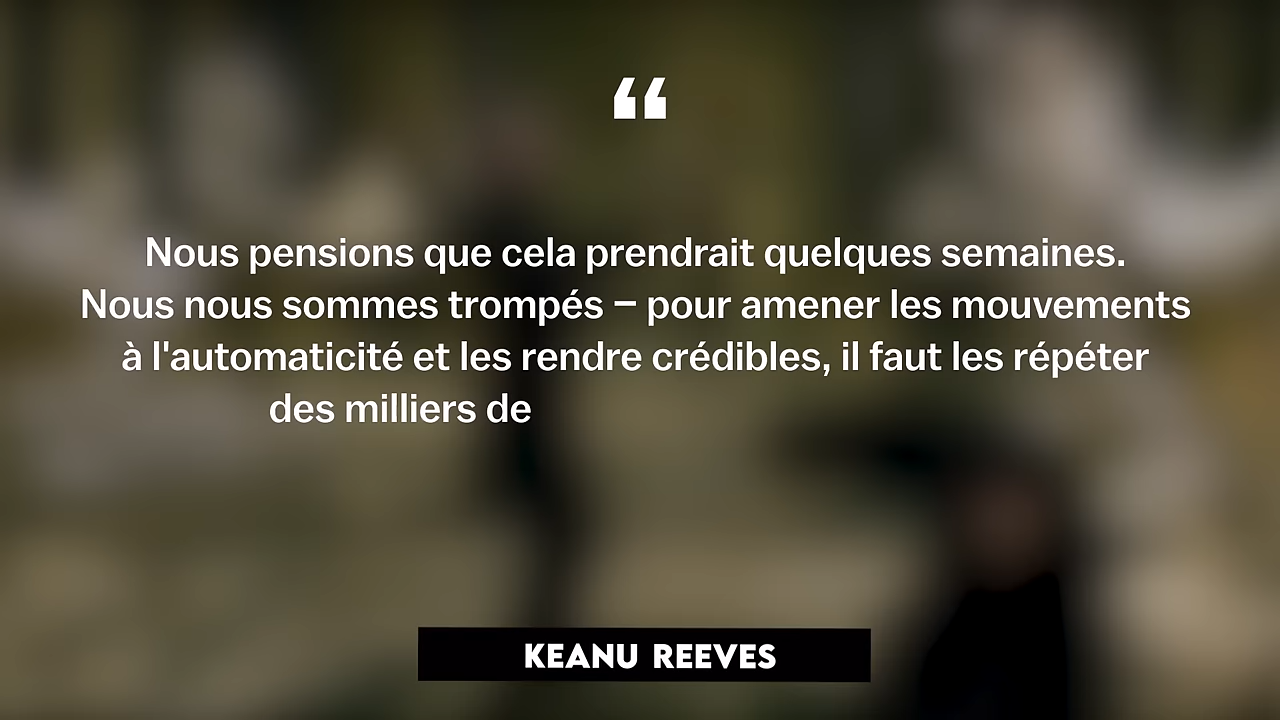 “
Nous pensions que cela prendrait quelques semaines.
Nous nous sommes trompés – pour amener les mouvements
à l'automaticité et les rendre crédibles, il faut les répéter
des milliers de
KEANU REEVES